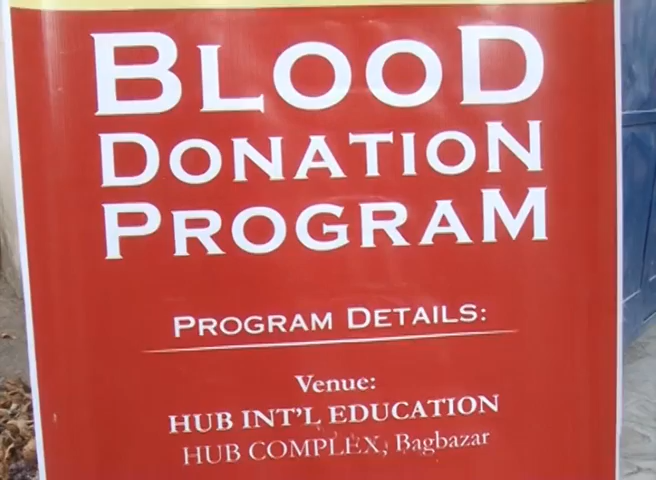 BLOOD
DONATION
PROGRAM
PROGRAM DETAILS:
Venue:
HUB INT'L EDUCATION
HUB COMPLEX, Bagbazar